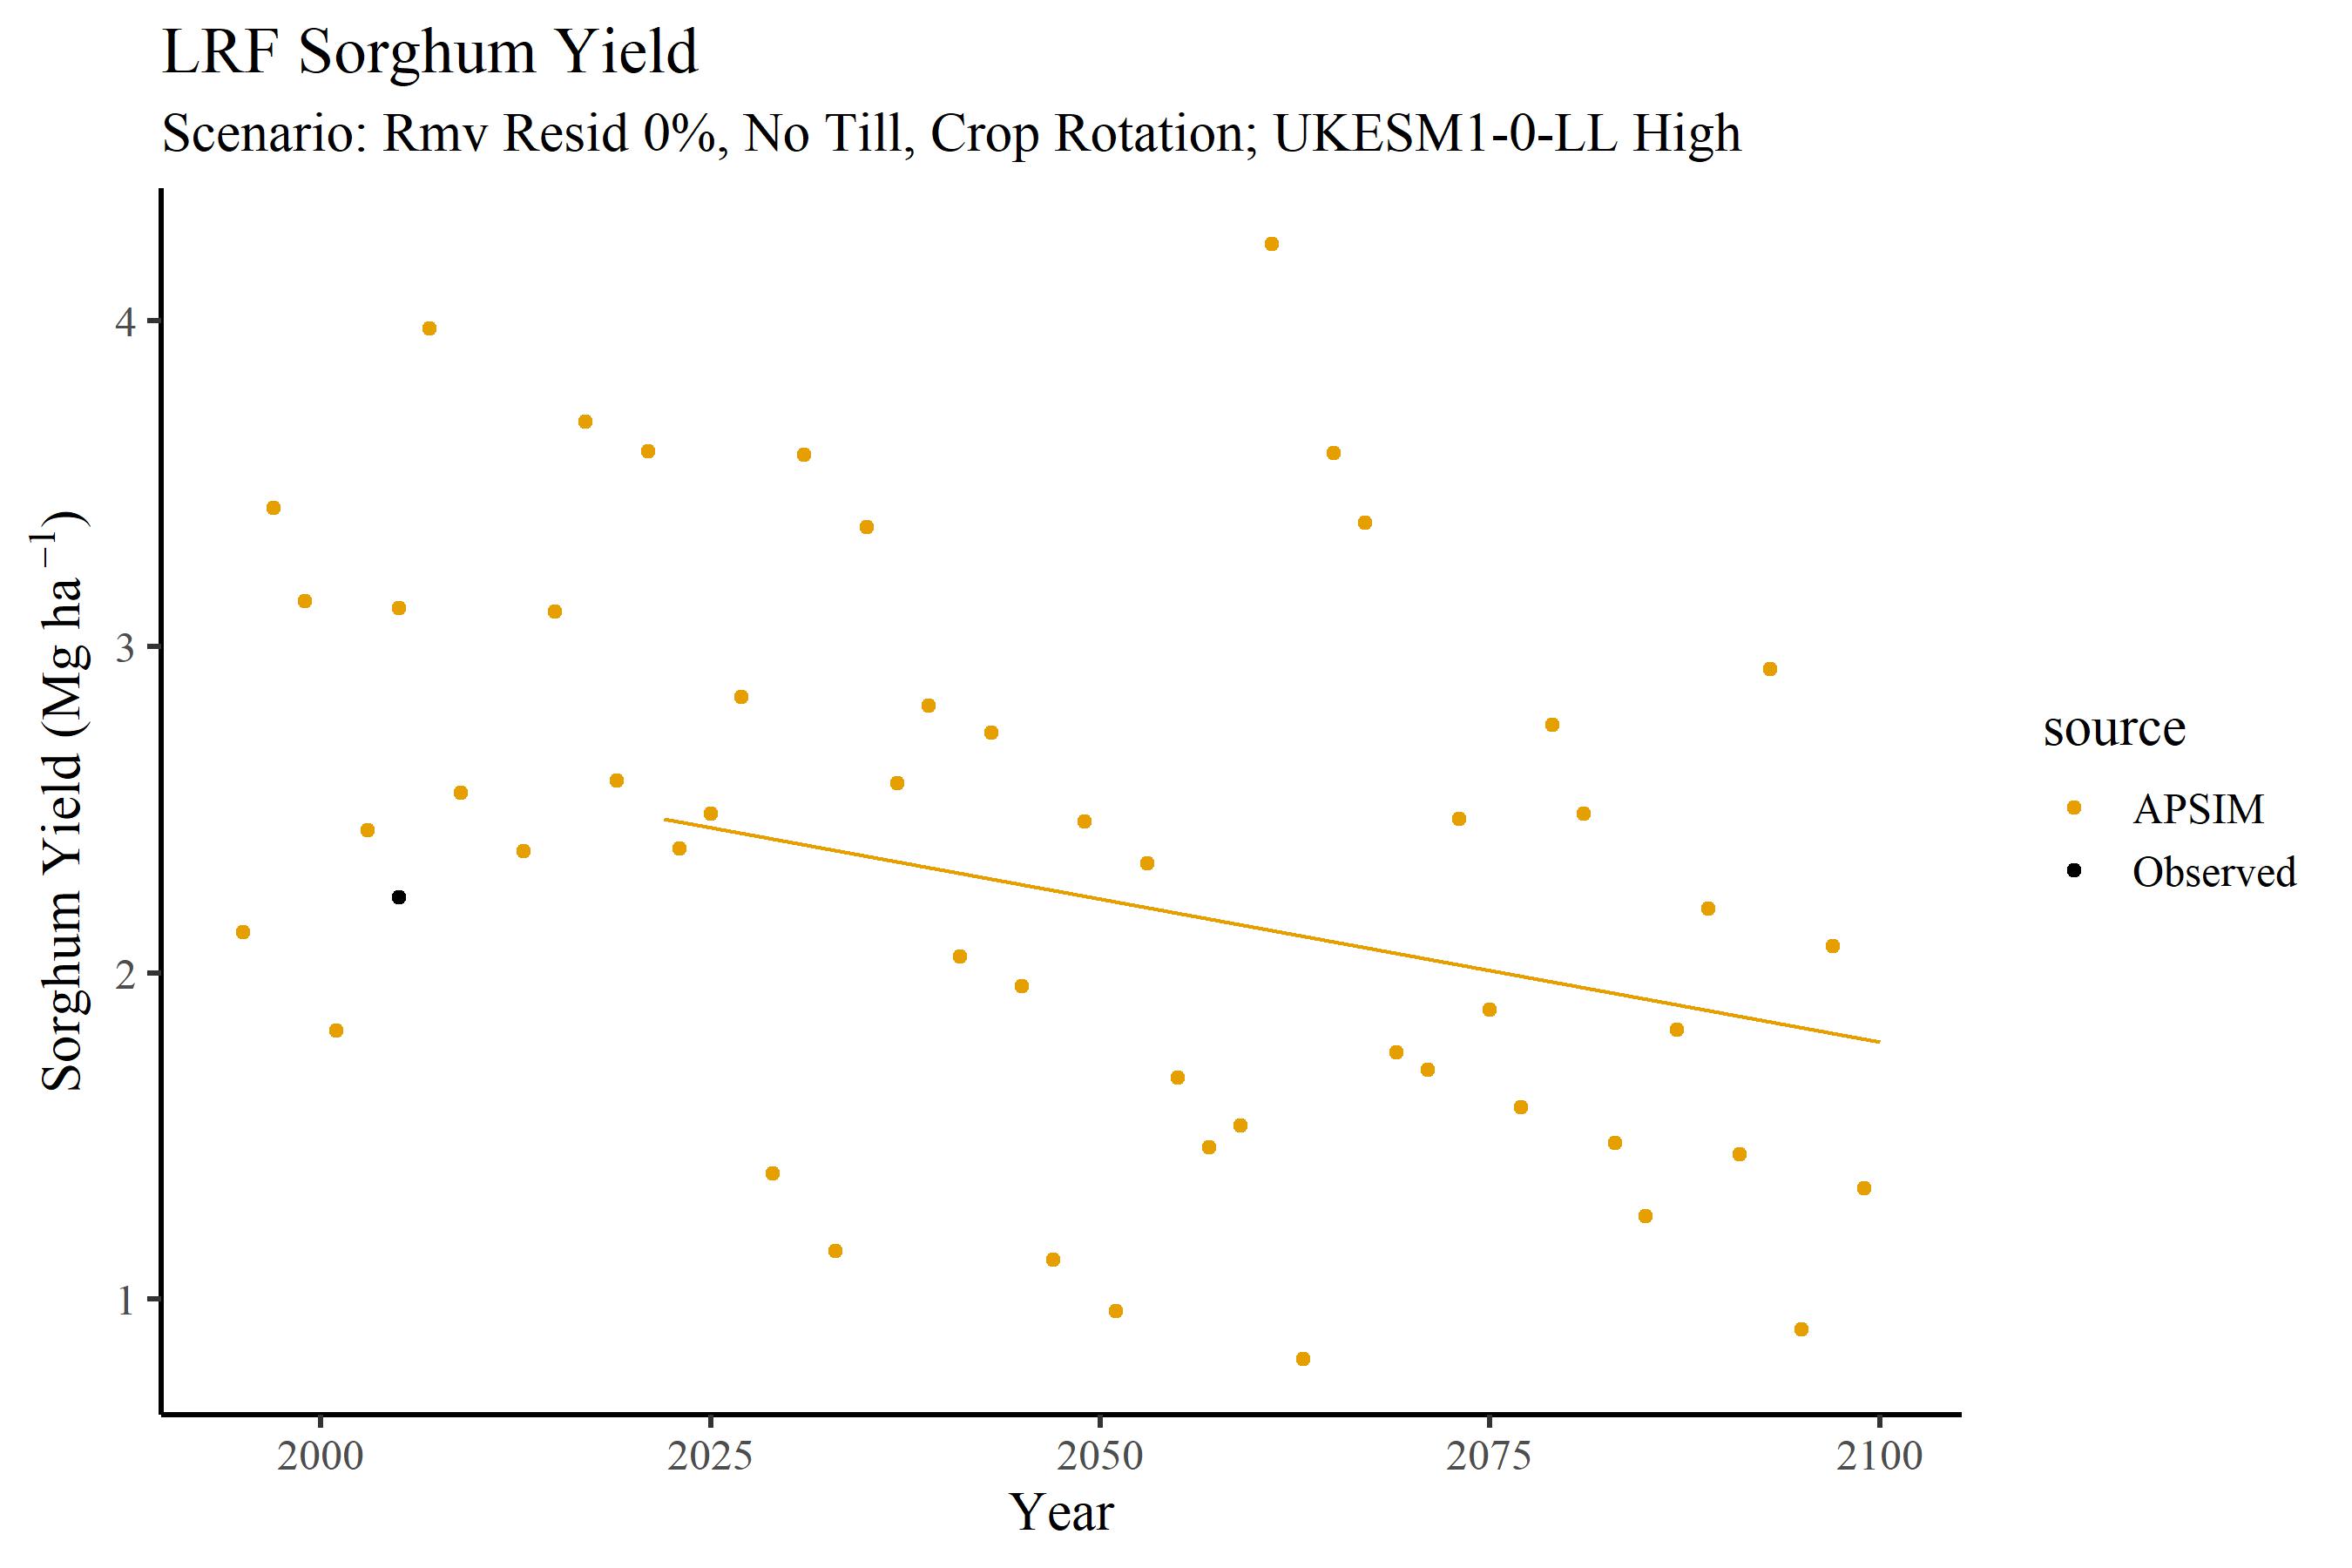 LRF Sorghum Yield
Scenario: Rmv Resid 0%, No Till, Crop Rotation; UKESM1-0-LL High
Sorghum Yield (Mg ha⁻¹)
4
3
2
1
2000 2025 2050 2075 2100
Year
source
APSIM
Observed